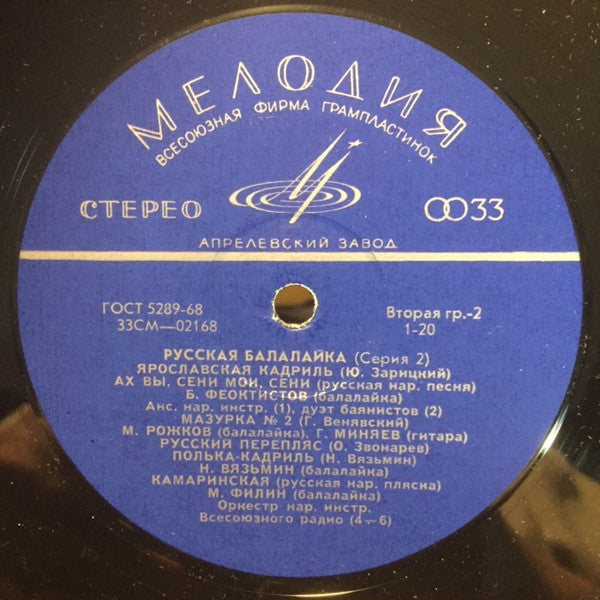 МЕЛОДИЯ
ВСЕСОЮЗНАЯ ФИРМА ГРАМПЛАСТИНОК
СТЕРЕО
33
АПРЕЛЕВСКИЙ ЗАВОД
ГОСТ 5289-68
33СМ—02168
Вторая гр.-2
1-20
РУССКАЯ БАЛАЛАЙКА (Серия 2)
ЯРОСЛАВСКАЯ КАДРИЛЬ (Ю. Зарицкий)
АХ ВЫ, СЕНИ МОИ, СЕНИ (русская нар. песня)
Б. ФЕОКТИСТОВ (балалайка)
Анс. нар. инстр. (1), дуэт баянистов (2)
МАЗУРКА № 2 (Г. Венявский)
М. РОЖКОВ (балалайка), Г. МИНЯЕВ (гитара)
РУССКИЙ ПЕРЕПЛЯС (О. Звонарев)
ПОЛЬКА-КАДРИЛЬ (Н. Вязьмин)
Н. ВЯЗЬМИН (балалайка)
КАМАРИНСКАЯ (русская нар. пляска)
М. ФИЛИН (балалайка)
Оркестр нар. инстр.
Всесоюзного радио (4—6)